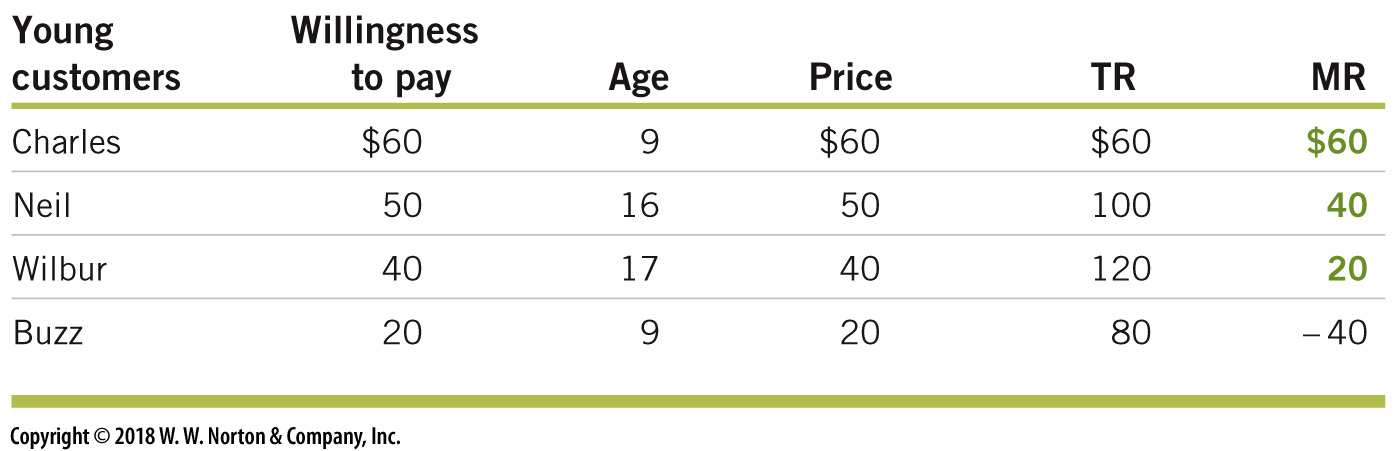 Young customers Willingness to pay Age Price TR MR
Charles $60 9 $60 $60 $60
Neil 50 16 50 100 40
Wilbur 40 17 40 120 20
Buzz 20 9 20 80 –40
Copyright © 2018 W. W. Norton & Company, Inc.